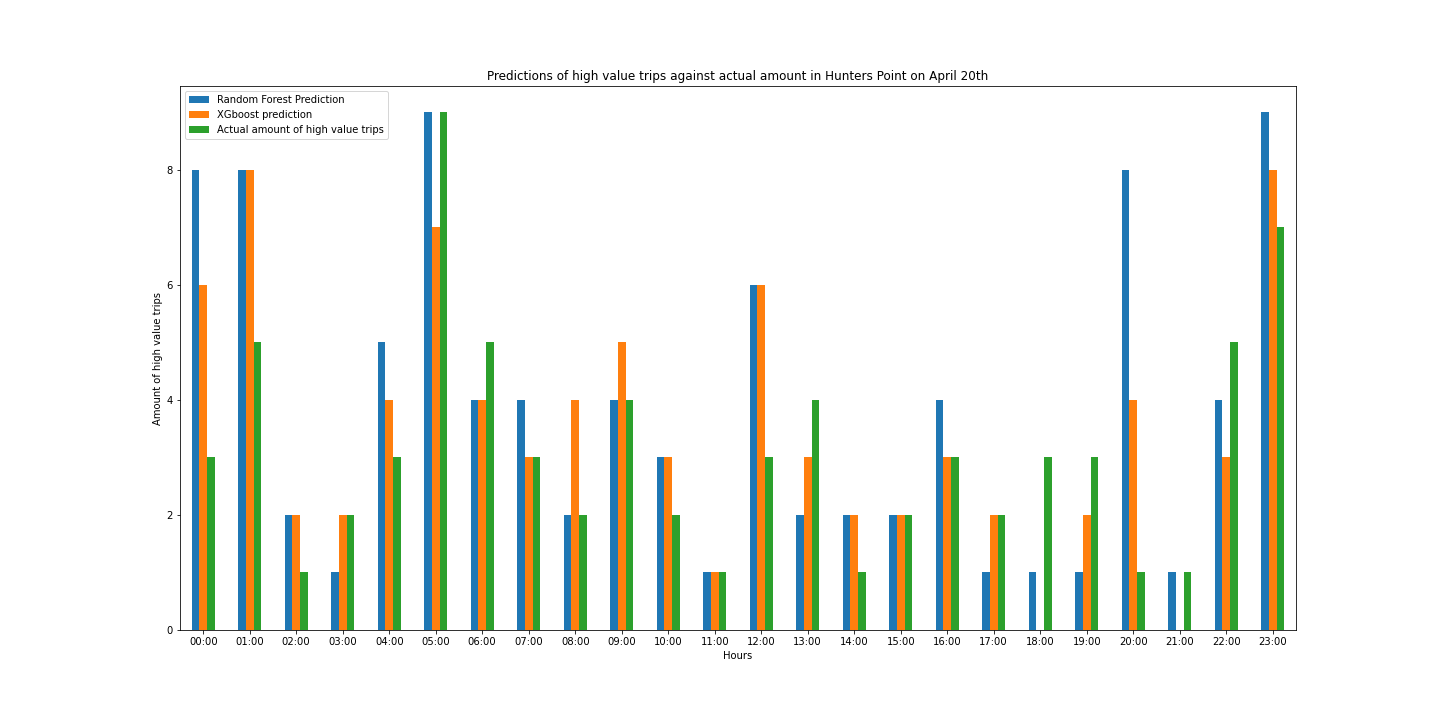 Predictions of high value trips against actual amount in Hunters Point on April 20th
Random Forest Prediction
XGboost prediction
Actual amount of high value trips
Amount of high value trips
8
6
4
2
0
00:00 01:00 02:00 03:00 04:00 05:00 06:00 07:00 08:00 09:00 10:00 11:00 12:00 13:00 14:00 15:00 16:00 17:00 18:00 19:00 20:00 21:00 22:00 23:00
Hours